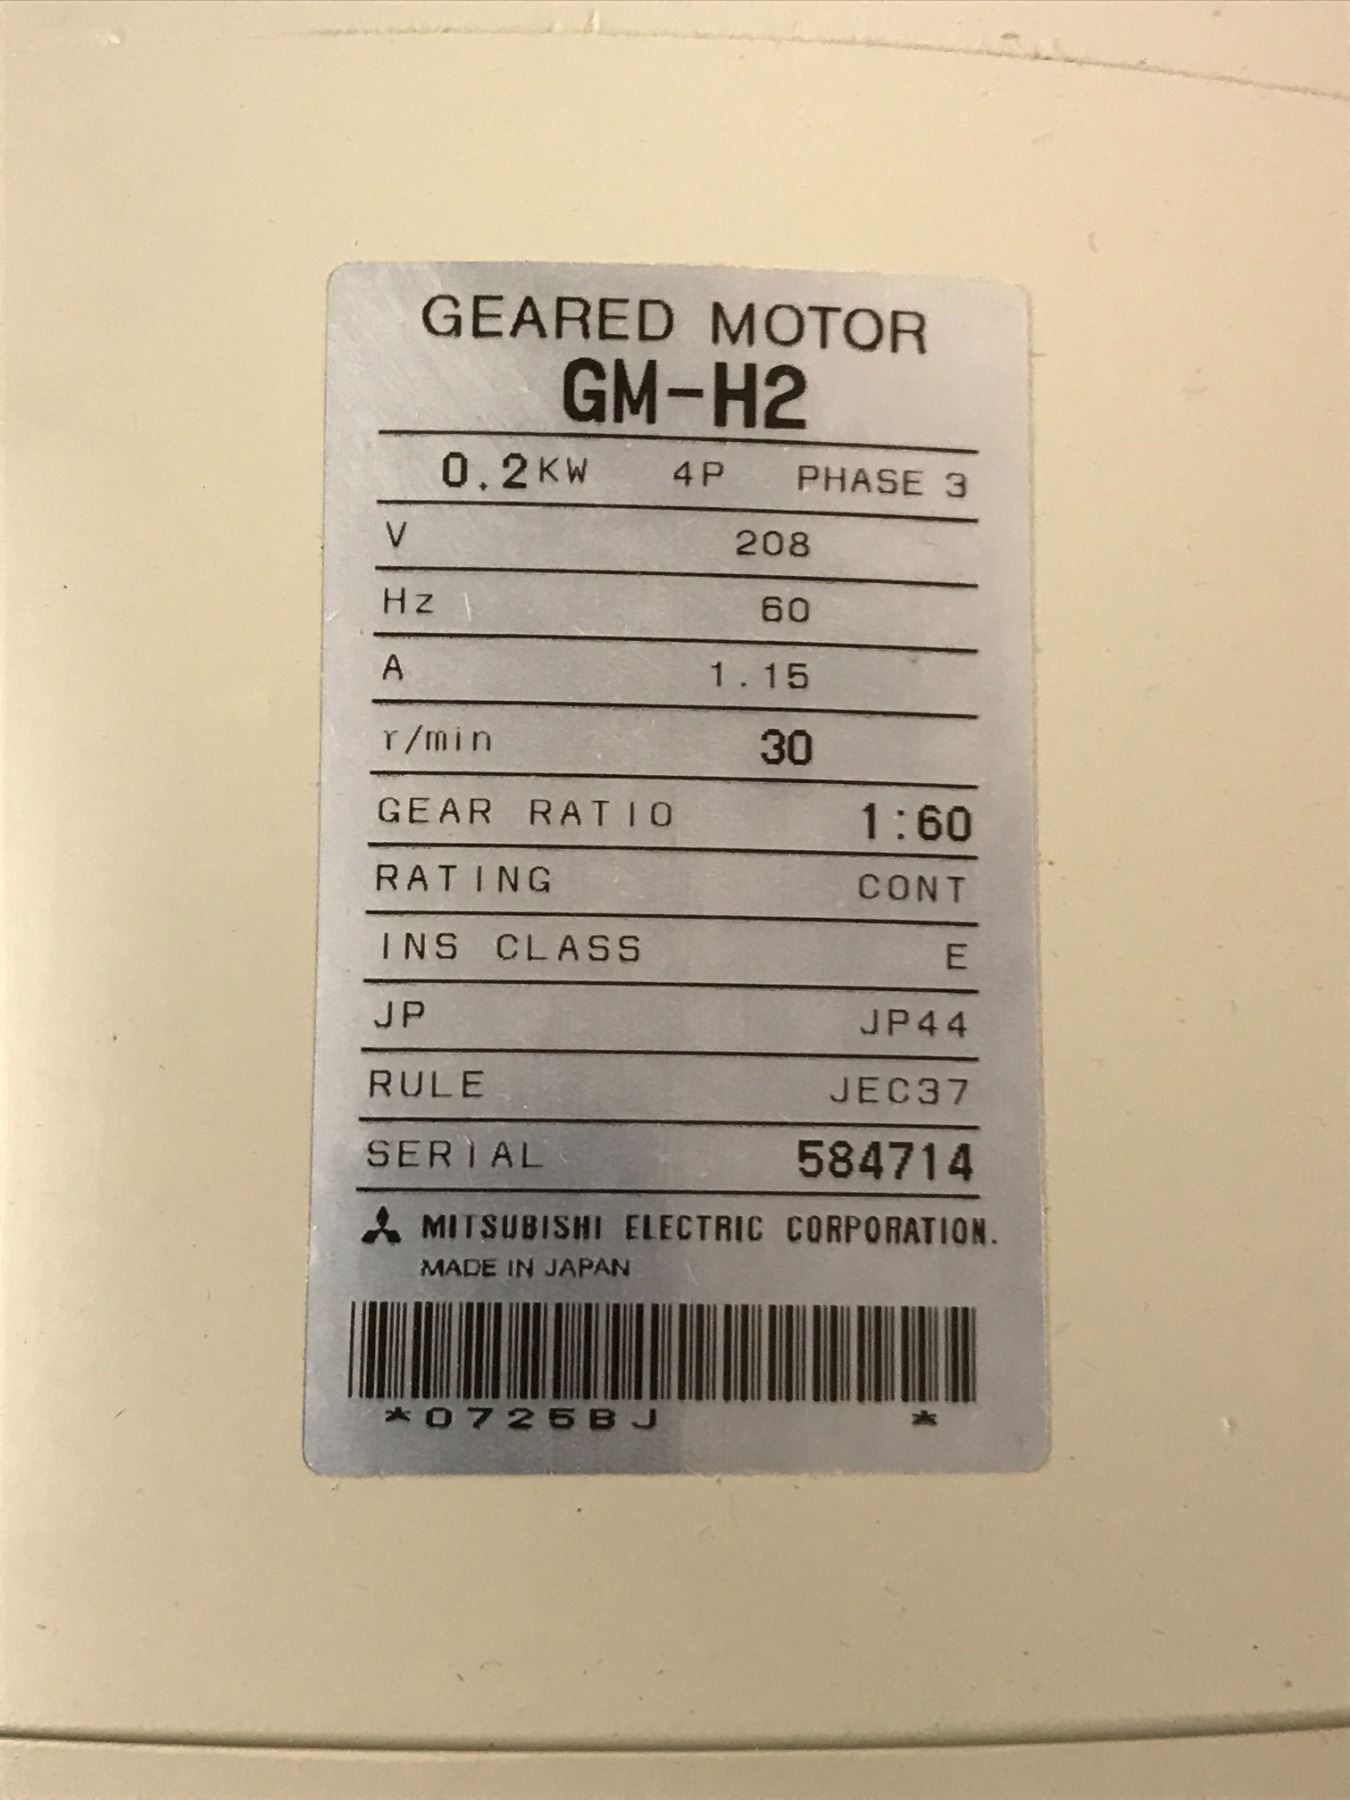 GEARED MOTOR
GM-H2
0.2KW 4P PHASE 3
V 208
Hz 60
A 1.15
r/min 30
GEAR RATIO 1:60
RATING CONT
INS CLASS E
JP JP44
RULE JEC37
SERIAL 584714
MITSUBISHI ELECTRIC CORPORATION.
MADE IN JAPAN
*0725BJ *